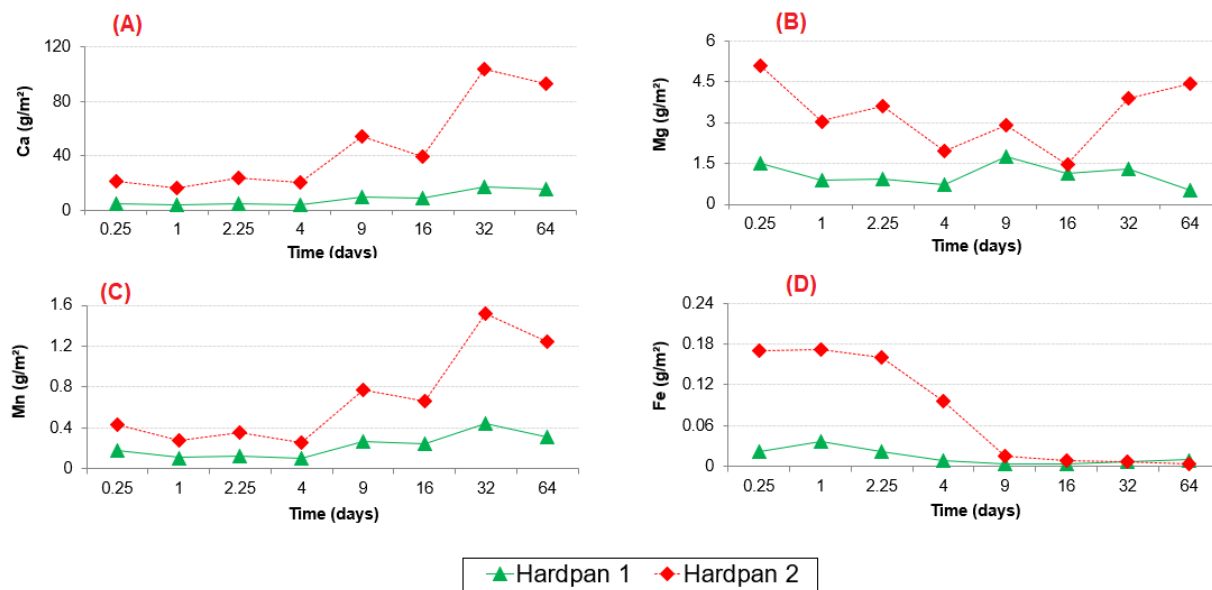 (A)
Ca (g/m²)
120
80
40
0
0.25 1 2.25 4 9 16 32 64
Time (days)
(B)
Mg (g/m²)
6
4.5
3
1.5
0
0.25 1 2.25 4 9 16 32 64
Time (days)
(C)
Mn (g/m²)
1.6
1.2
0.8
0.4
0
0.25 1 2.25 4 9 16 32 64
Time (days)
(D)
Fe (g/m²)
0.24
0.18
0.12
0.06
0
0.25 1 2.25 4 9 16 32 64
Time (days)
Hardpan 1 Hardpan 2